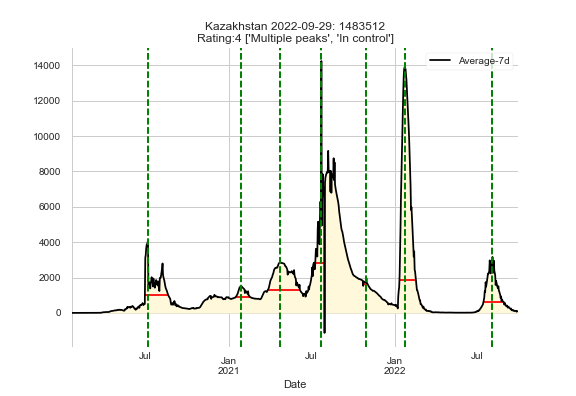 Kazakhstan 2022-09-29: 1483512
Rating:4 ['Multiple peaks', 'In control']
Average-7d
14000
12000
10000
8000
6000
4000
2000
0
Jul
Jan
2021
Jul
Jan
2022
Jul
Date